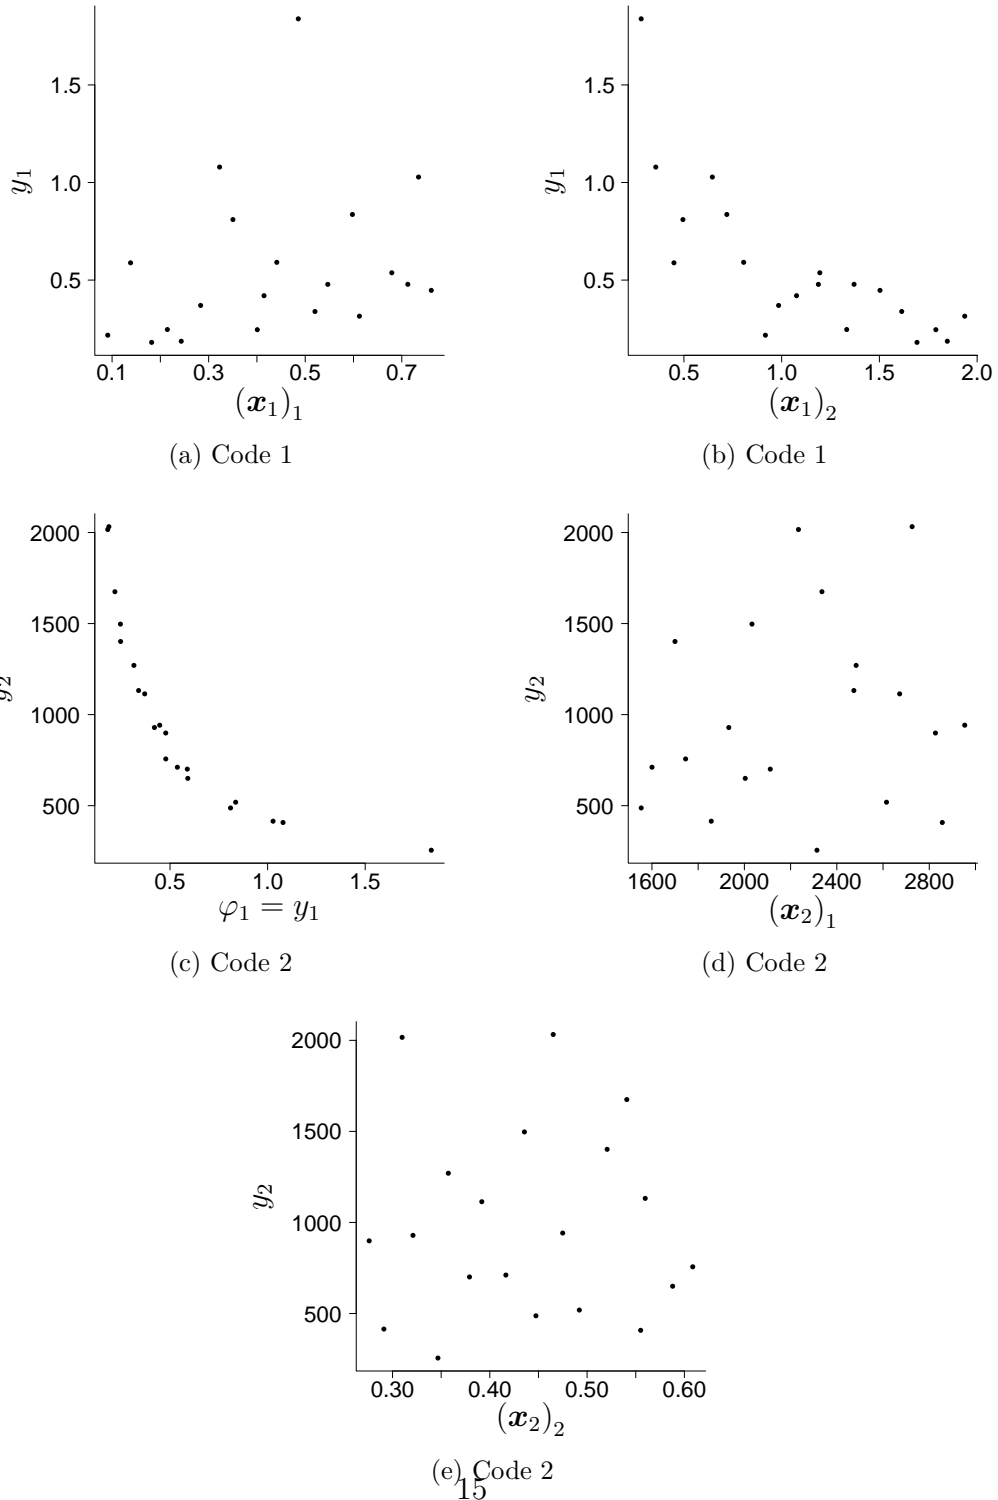 1.5
1.0
0.5
y₁
0.1 0.3 0.5 0.7
(x₁)₁
(a) Code 1
1.5
1.0
0.5
y₁
0.5 1.0 1.5 2.0
(x₁)₂
(b) Code 1
2000
1500
1000
500
y₂
0.5 1.0 1.5
φ₁ = y₁
(c) Code 2
2000
1500
1000
500
y₂
1600 2000 2400 2800
(x₂)₁
(d) Code 2
2000
1500
1000
500
y₂
0.30 0.40 0.50 0.60
(x₂)₂
(e) Code 2
15